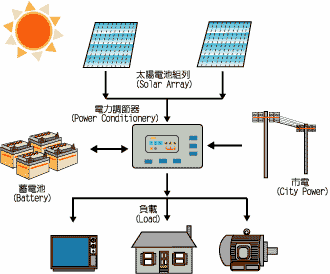 太陽電池組列
(Solar Array)
電力調節器
(Power Conditionery)
蓄電池
(Battery)
市電
(City Power)
負載
(Load)